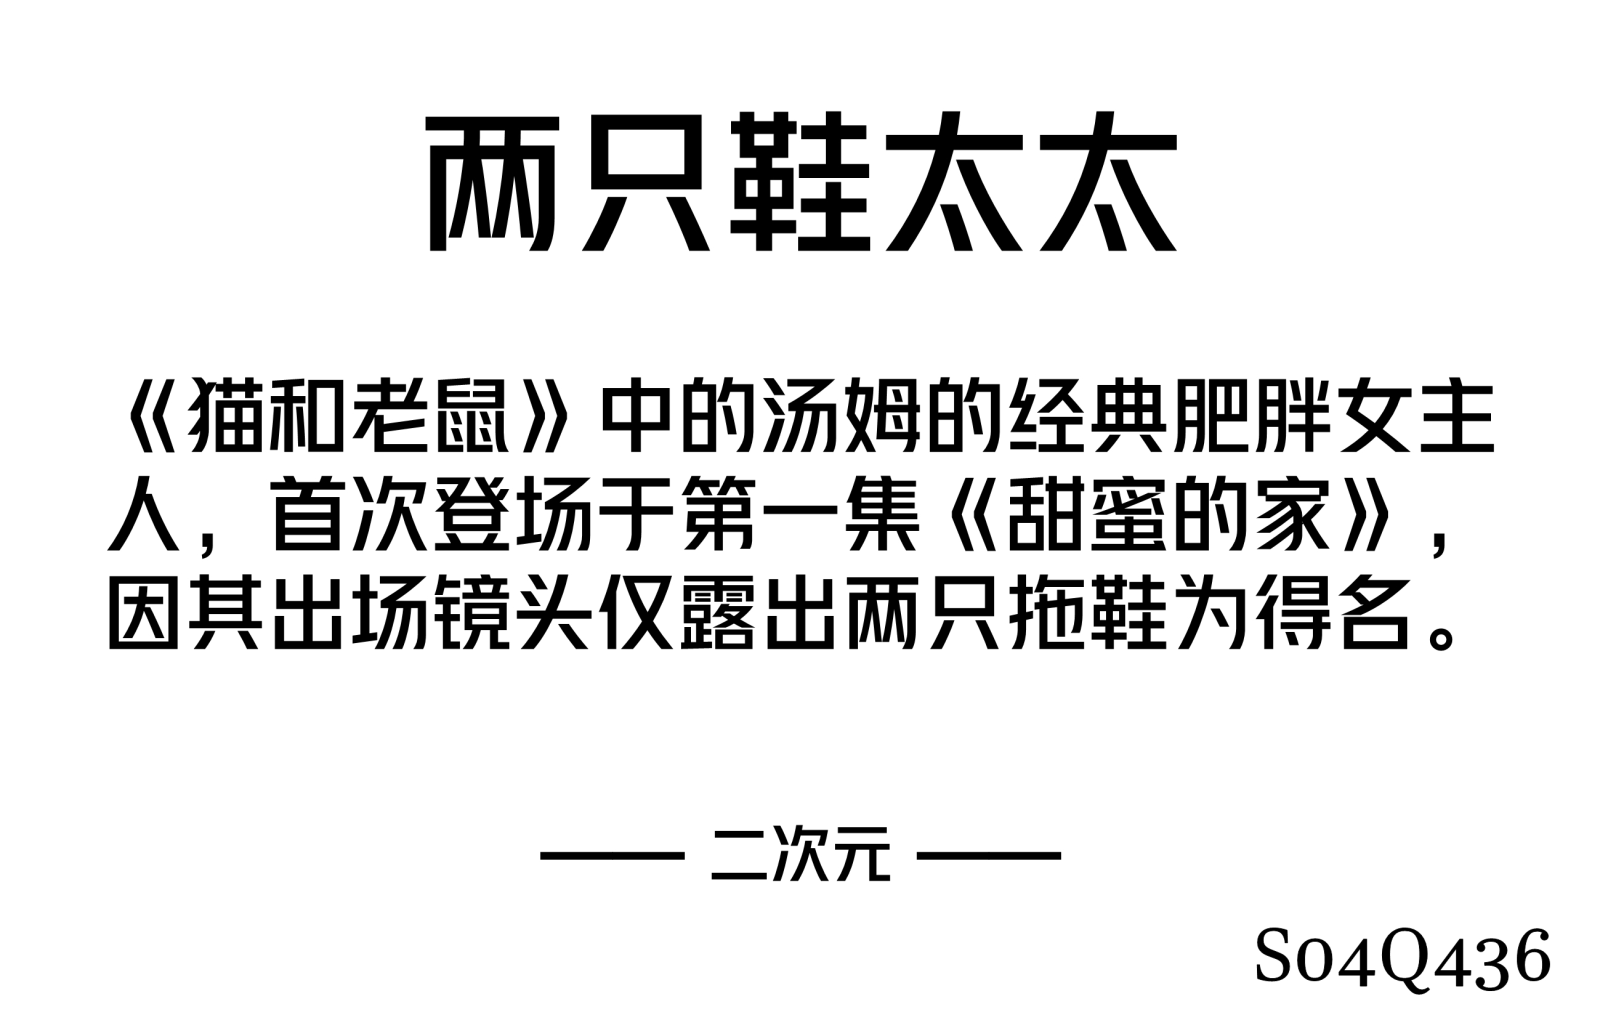 两只鞋太太
《猫和老鼠》中的汤姆的经典肥胖女主
人，首次登场于第一集《甜蜜的家》，
因其出场镜头仅露出两只拖鞋为得名。
—— 二次元 ——
S04Q436